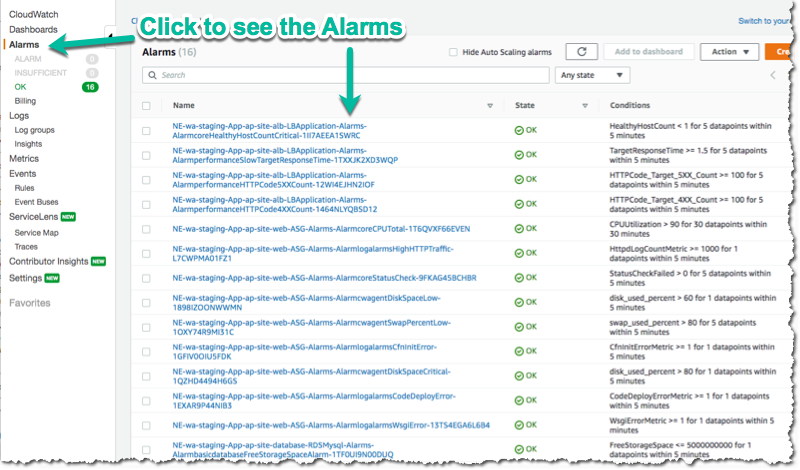 CloudWatch
Dashboards
Alarms
ALARM 0
INSUFFICIENT 0
OK 16
Billing
Logs
Log groups
Insights
Metrics
Events
Rules
Event Buses
ServiceLens NEW
Service Map
Traces
Contributor Insights NEW
Settings NEW
Favorites
Click to see the Alarms
Switch to your
Alarms (16)
Hide Auto Scaling alarms
Add to dashboard
Action
Cre
Search
Any state
Name State Conditions
NE-wa-staging-App-ap-site-alb-LBApplication-Alarms-
AlarmcoreHealthyHostCountCritical-1II7AEEA1SWRC
OK
HealthyHostCount < 1 for 5 datapoints within
5 minutes
NE-wa-staging-App-ap-site-alb-LBApplication-Alarms-
AlarmperformanceSlowTargetResponseTime-1TXXJK2XD3WQP
OK
TargetResponseTime >= 1.5 for 5 datapoints
within 5 minutes
NE-wa-staging-App-ap-site-alb-LBApplication-Alarms-
AlarmperformanceHTTPCode5XXCount-12WI4EJHN2IOF
OK
HTTPCode_Target_5XX_Count >= 100 for 5
datapoints within 5 minutes
NE-wa-staging-App-ap-site-alb-LBApplication-Alarms-
AlarmperformanceHTTPCode4XXCount-1464NLYQBSD12
OK
HTTPCode_Target_4XX_Count >= 100 for 5
datapoints within 5 minutes
NE-wa-staging-App-ap-site-web-ASG-Alarms-AlarmcoreCPUTotal-1T6QVXF66EVEN
OK
CPUUtilization > 90 for 30 datapoints within
30 minutes
NE-wa-staging-App-ap-site-web-ASG-Alarms-AlarmlogalarmsHighHTTPTraffic-
L7CWPMA01FZ1
OK
HttpdLogCountMetric >= 1000 for 1
datapoints within 5 minutes
NE-wa-staging-App-ap-site-web-ASG-Alarms-AlarmcoreStatusCheck-9FKAG45BCHBR
OK
StatusCheckFailed > 0 for 5 datapoints within
5 minutes
NE-wa-staging-App-ap-site-web-ASG-Alarms-AlarmcwagentDiskSpaceLow-
1898IZOONWWMN
OK
disk_used_percent > 60 for 1 datapoints within
5 minutes
NE-wa-staging-App-ap-site-web-ASG-Alarms-AlarmcwagentSwapPercentLow-
1OXY74R9MI31C
OK
swap_used_percent > 80 for 5 datapoints
within 5 minutes
NE-wa-staging-App-ap-site-web-ASG-Alarms-AlarmlogalarmsCfnInitError-
1GFIV0OIU5FDK
OK
CfnInitErrorMetric >= 1 for 1 datapoints within
5 minutes
NE-wa-staging-App-ap-site-web-ASG-Alarms-AlarmcwagentDiskSpaceCritical-
1QZHD4494H6G5
OK
disk_used_percent > 80 for 1 datapoints within
5 minutes
NE-wa-staging-App-ap-site-web-ASG-Alarms-AlarmlogalarmsCodeDeployError-
1EXAR9P44NIB3
OK
CodeDeployErrorMetric >= 1 for 1 datapoints
within 5 minutes
NE-wa-staging-App-ap-site-web-ASG-Alarms-AlarmlogalarmsWsgiError-13T54EGA6L6B4
OK
WsgiErrorMetric >= 1 for 1 datapoints within
5 minutes
NE-wa-staging-App-ap-site-database-RDSMysql-Alarms-
AlarmbasicdatabaseFreeStorageSpaceAlarm-1TF0UI9N00DUQ
OK
FreeStorageSpace <= 5000000000 for 1
datapoints within 5 minutes